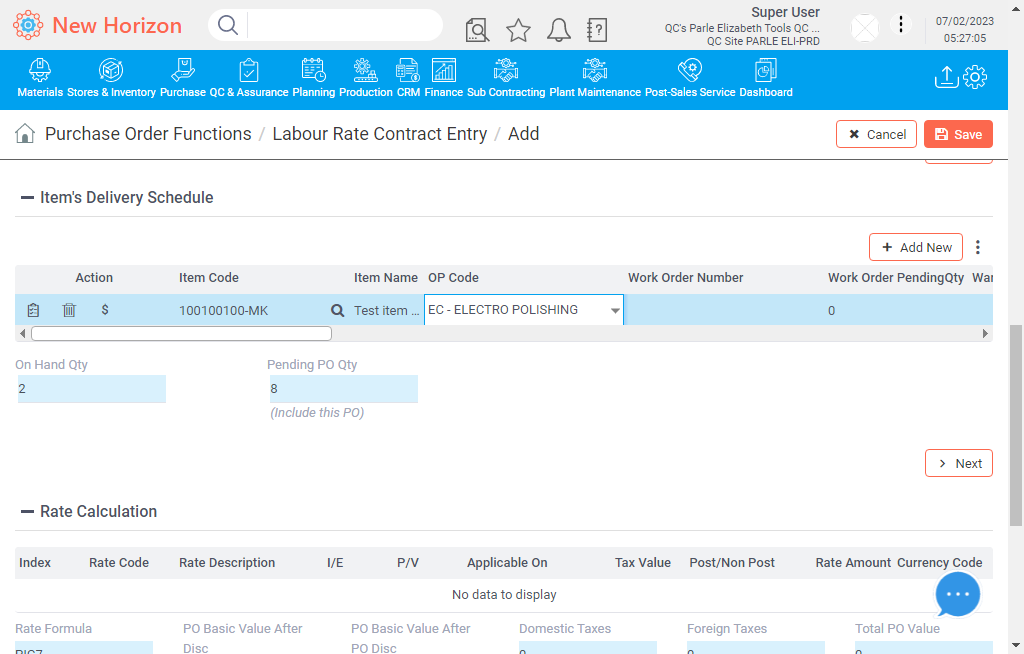 New Horizon
Super User
QC's Parle Elizabeth Tools QC ...
QC Site PARLE ELI-PRD
07/02/2023
05:27:05
Materials Stores & Inventory Purchase QC & Assurance Planning Production CRM Finance Sub Contracting Plant Maintenance Post-Sales Service Dashboard
Purchase Order Functions / Labour Rate Contract Entry / Add
Cancel
Save
Item's Delivery Schedule
+ Add New
Action Item Code Item Name OP Code Work Order Number Work Order PendingQty War
$ 100100100-MK Test item ... EC - ELECTRO POLISHING 0
On Hand Qty Pending PO Qty
2 8
(Include this PO)
> Next
Rate Calculation
Index Rate Code Rate Description I/E P/V Applicable On Tax Value Post/Non Post Rate Amount Currency Code
No data to display
Rate Formula PO Basic Value After Disc PO Basic Value After PO Disc Domestic Taxes Foreign Taxes Total PO Value